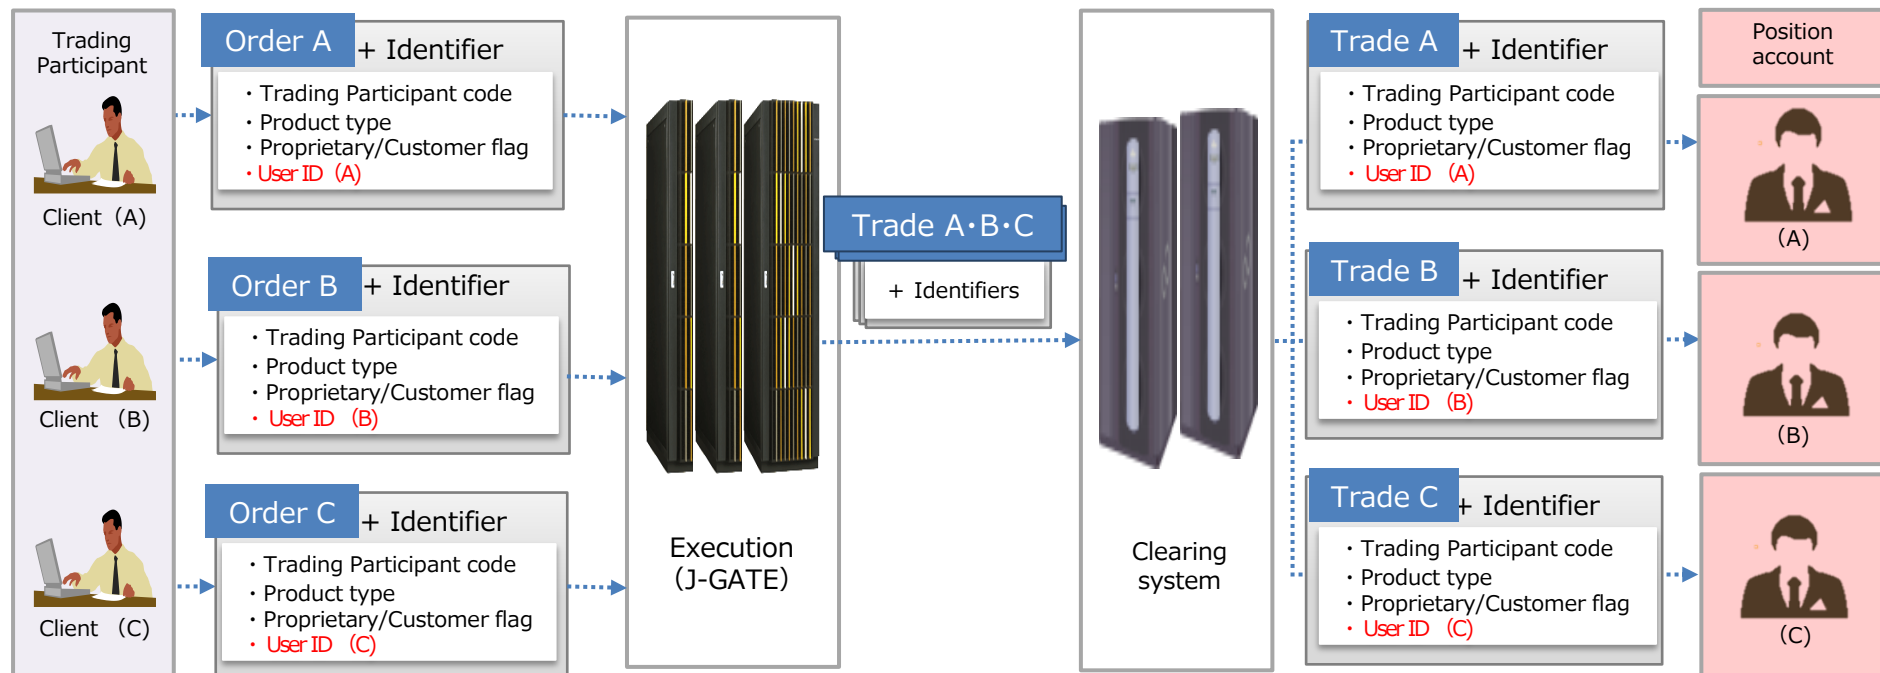 Trading
Participant
Client (A)
Client (B)
Client (C)
Order A
+ Identifier
・Trading Participant code
・Product type
・Proprietary/Customer flag
・User ID (A)
Order B
+ Identifier
・Trading Participant code
・Product type
・Proprietary/Customer flag
・User ID (B)
Order C
+ Identifier
・Trading Participant code
・Product type
・Proprietary/Customer flag
・User ID (C)
Execution
(J-GATE)
Trade A・B・C
+ Identifiers
Clearing
system
Trade A
+ Identifier
・Trading Participant code
・Product type
・Proprietary/Customer flag
・User ID (A)
Trade B
+ Identifier
・Trading Participant code
・Product type
・Proprietary/Customer flag
・User ID (B)
Trade C
+ Identifier
・Trading Participant code
・Product type
・Proprietary/Customer flag
・User ID (C)
Position
account
(A)
(B)
(C)